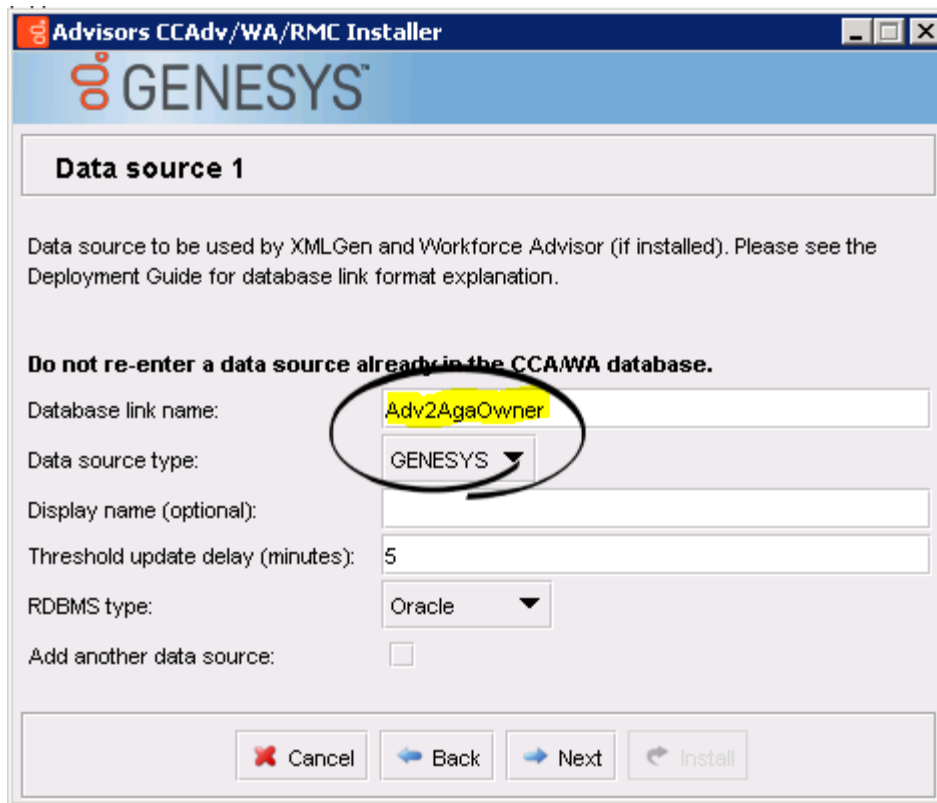 Advisors CCAdv/WA/RMC Installer
GENESYS™
Data source 1
Data source to be used by XMLGen and Workforce Advisor (if installed). Please see the
Deployment Guide for database link format explanation.
Do not re-enter a data source already in the CCA/WA database.
Database link name: Adv2AgaOwner
Data source type: GENESYS
Display name (optional):
Threshold update delay (minutes): 5
RDBMS type: Oracle
Add another data source:
Cancel Back Next Install